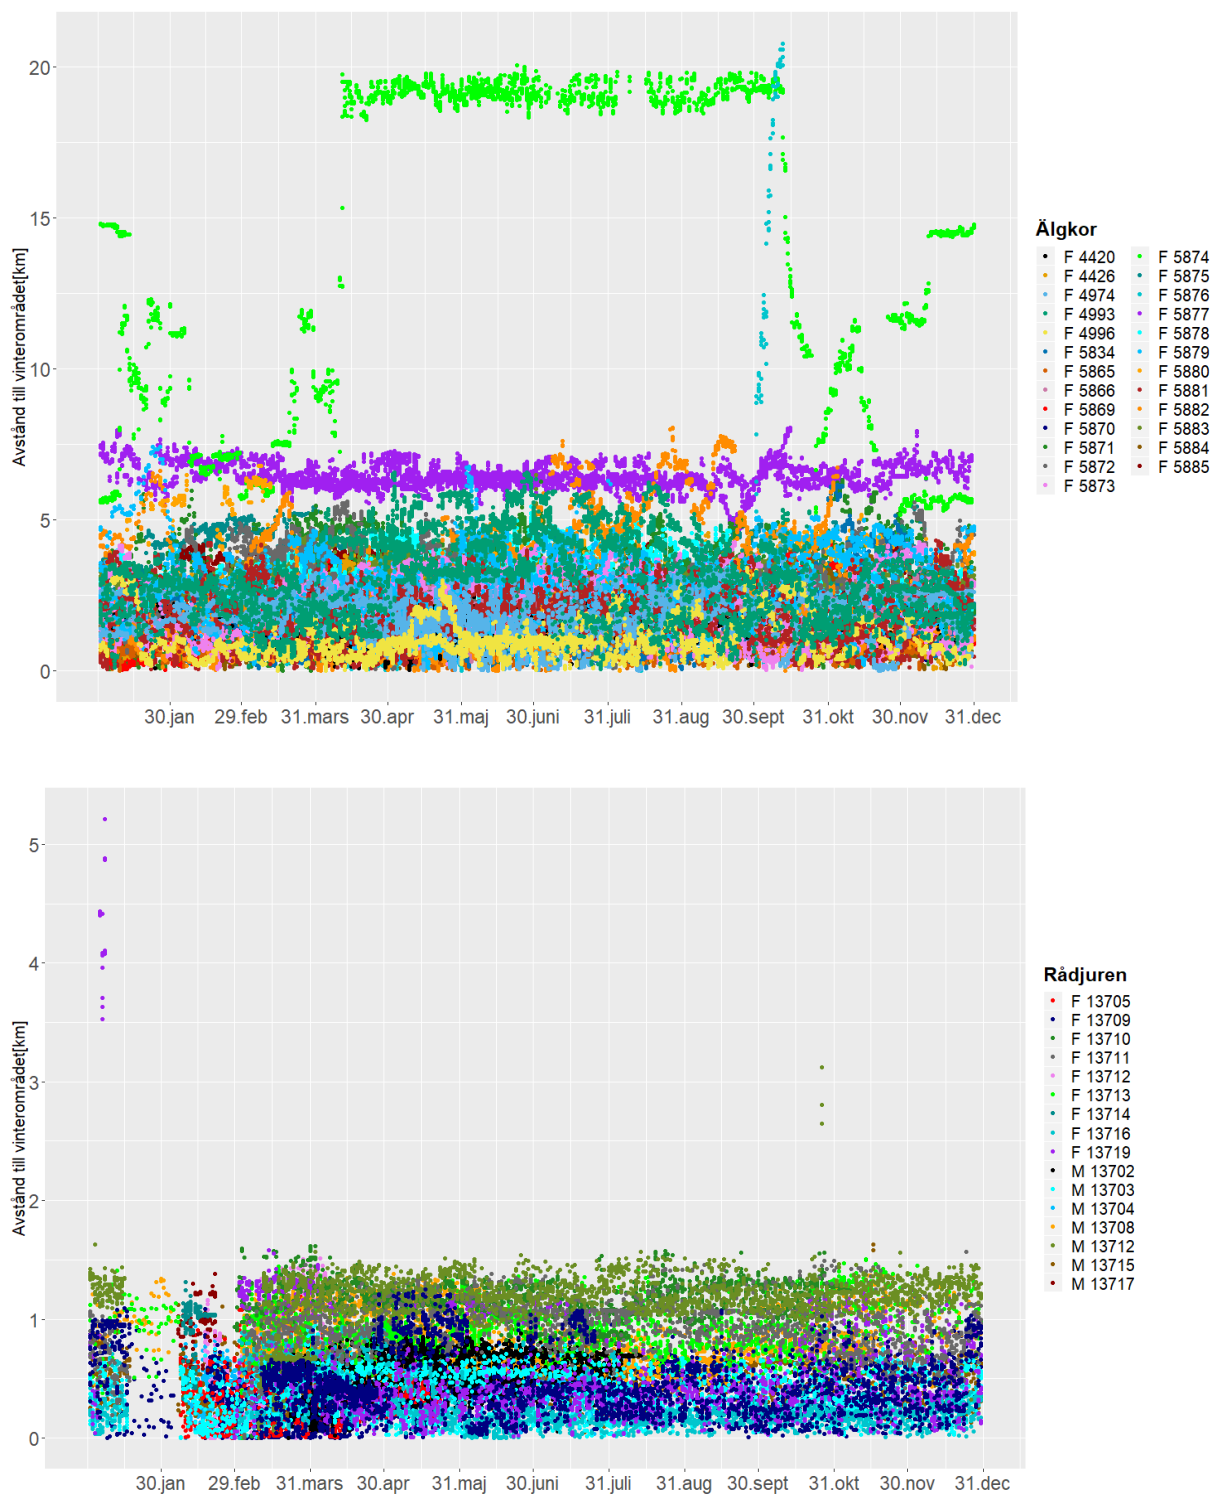 20
15
10
5
0
Avstånd till vinterområdet[km]
30.jan 29.feb 31.mars 30.apr 31.maj 30.juni 31.juli 31.aug 30.sept 31.okt 30.nov 31.dec
Älgkor
F 4420 F 5874
F 4426 F 5875
F 4974 F 5876
F 4993 F 5877
F 4996 F 5878
F 5834 F 5879
F 5865 F 5880
F 5866 F 5881
F 5869 F 5882
F 5870 F 5883
F 5871 F 5884
F 5872 F 5885
F 5873
5
4
3
2
1
0
Avstånd till vinterområdet[km]
30.jan 29.feb 31.mars 30.apr 31.maj 30.juni 31.juli 31.aug 30.sept 31.okt 30.nov 31.dec
Rådjuren
F 13705
F 13709
F 13710
F 13711
F 13712
F 13713
F 13714
F 13716
F 13719
M 13702
M 13703
M 13704
M 13708
M 13712
M 13715
M 13717